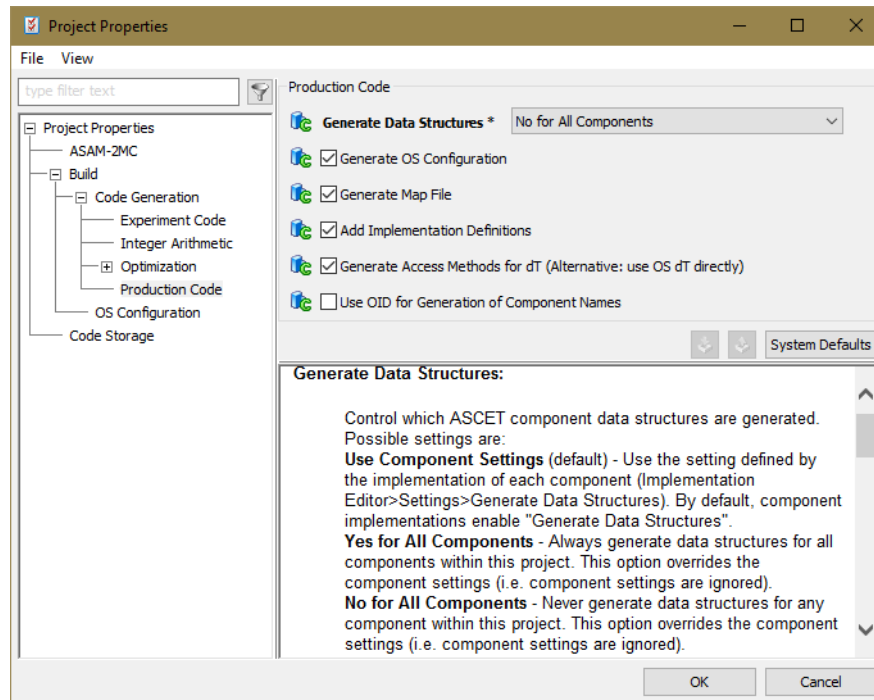 Project Properties
File View
type filter text
Project Properties
ASAM-2MC
Build
Code Generation
Experiment Code
Integer Arithmetic
Optimization
Production Code
OS Configuration
Code Storage
Production Code
Generate Data Structures * No for All Components
Generate OS Configuration
Generate Map File
Add Implementation Definitions
Generate Access Methods for dT (Alternative: use OS dT directly)
Use OID for Generation of Component Names
System Defaults
Generate Data Structures:
Control which ASCET component data structures are generated.
Possible settings are:
Use Component Settings (default) - Use the setting defined by
the implementation of each component (Implementation
Editor>Settings>Generate Data Structures). By default, component
implementations enable "Generate Data Structures".
Yes for All Components - Always generate data structures for all
components within this project. This option overrides the
component settings (i.e. component settings are ignored).
No for All Components - Never generate data structures for any
component within this project. This option overrides the component
settings (i.e. component settings are ignored).
OK Cancel